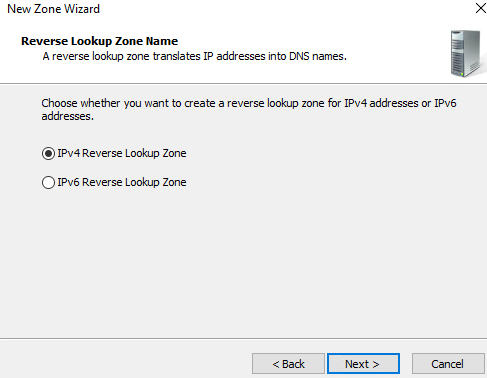 New Zone Wizard
Reverse Lookup Zone Name
A reverse lookup zone translates IP addresses into DNS names.
Choose whether you want to create a reverse lookup zone for IPv4 addresses or IPv6
addresses.
IPv4 Reverse Lookup Zone
IPv6 Reverse Lookup Zone
< Back
Next >
Cancel